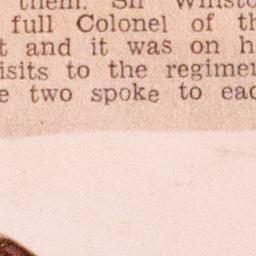 them. Sir Winsto
full Colonel of th
t and it was on h
isits to the regimen
e two spoke to eac